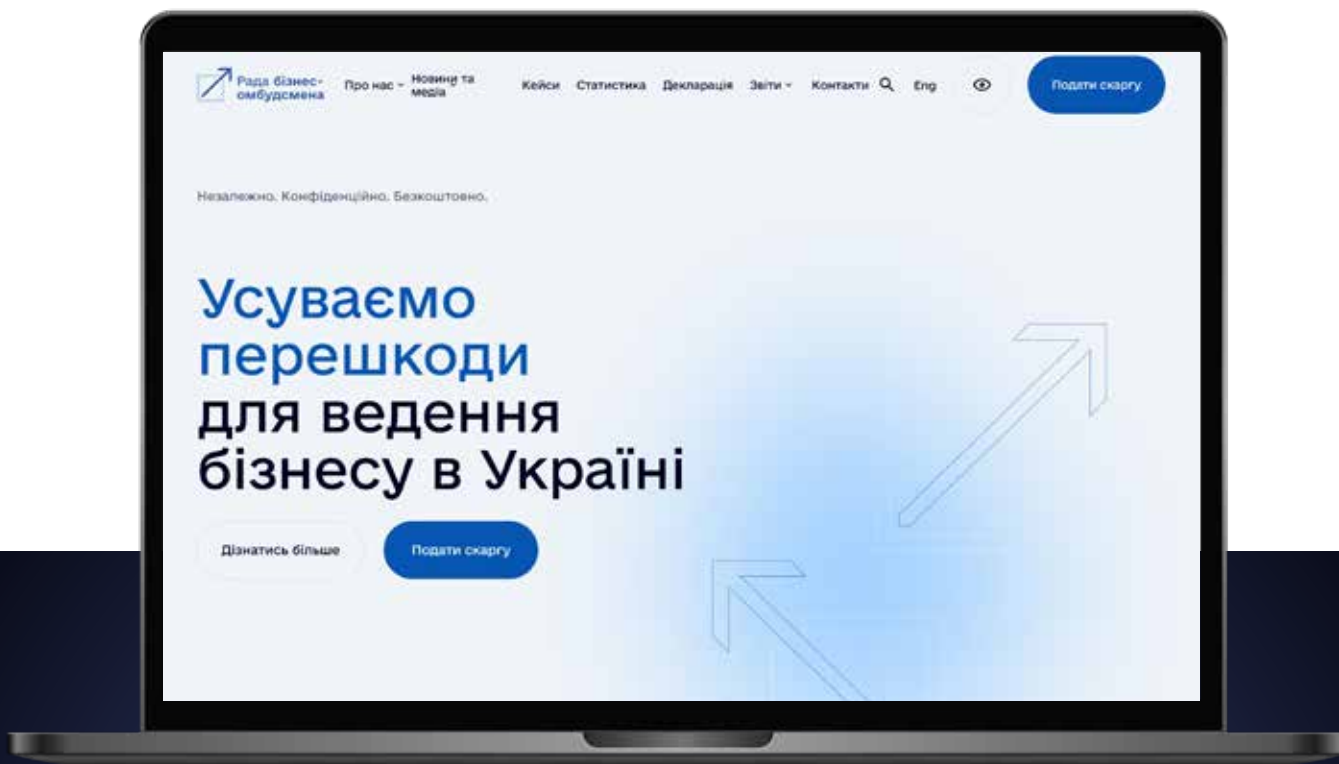 Рада бізнес-
омбудсмена
Про нас
Новини та
медіа
Кейси
Статистика
Декларація
Звіти
Контакти
Eng
Подати скаргу
Незалежно. Конфіденційно. Безкоштовно.
Усуваємо
перешкоди
для ведення
бізнесу в Україні
Дізнатись більше
Подати скаргу